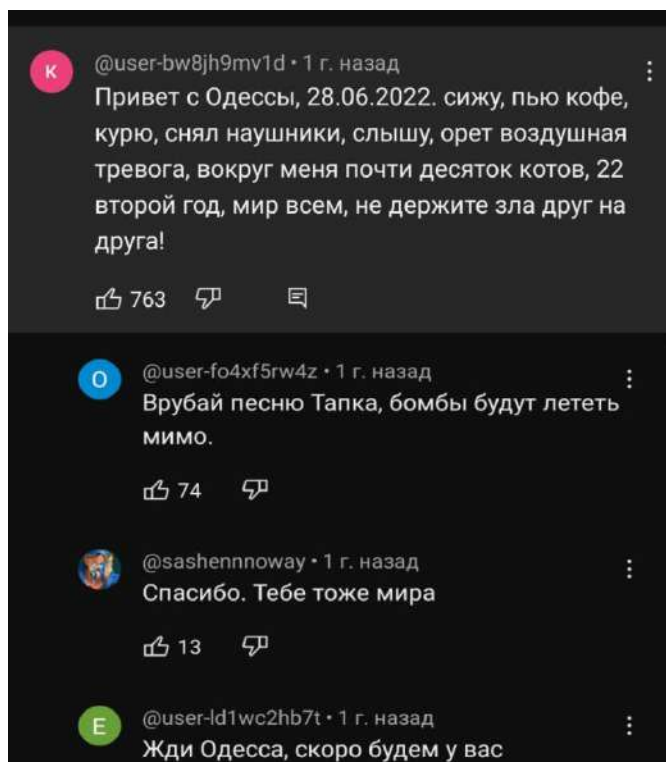 К
@user-bw8jh9mv1d • 1 г. назад
Привет с Одессы, 28.06.2022. сижу, пью кофе,
курю, снял наушники, слышу, орет воздушная
тревога, вокруг меня почти десяток котов, 22
второй год, мир всем, не держите зла друг на
друга!
763
О
@user-fo4xf5rw4z • 1 г. назад
Врубай песню Тапка, бомбы будут лететь
мимо.
74
@sashennnoway • 1 г. назад
Спасибо. Тебе тоже мира
13
Е
@user-ld1wc2hb7t • 1 г. назад
Жди Одесса, скоро будем у вас